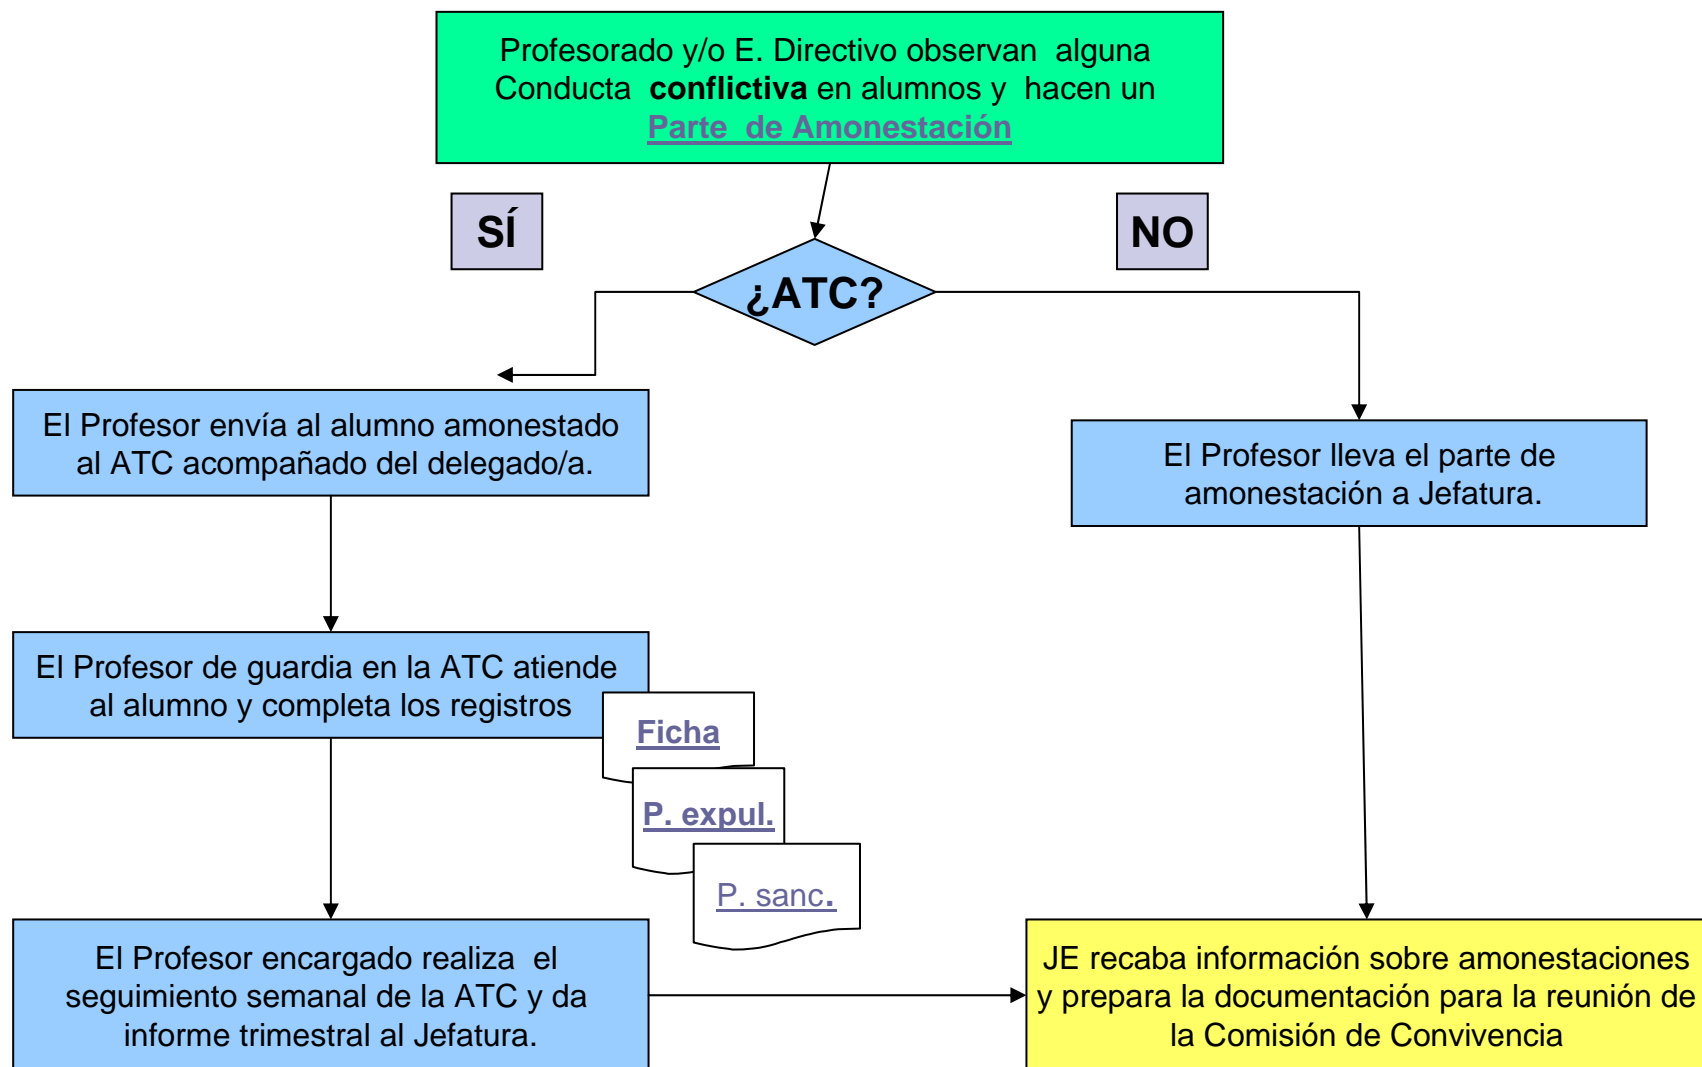 Profesorado y/o E. Directivo observan alguna
Conducta conflictiva en alumnos y hacen un
Parte de Amonestación
SÍ
NO
¿ATC?
El Profesor envía al alumno amonestado
al ATC acompañado del delegado/a.
El Profesor lleva el parte de
amonestación a Jefatura.
El Profesor de guardia en la ATC atiende
al alumno y completa los registros
Ficha
P. expul.
P. sanc.
El Profesor encargado realiza el
seguimiento semanal de la ATC y da
informe trimestral al Jefatura.
JE recaba información sobre amonestaciones
y prepara la documentación para la reunión de
la Comisión de Convivencia